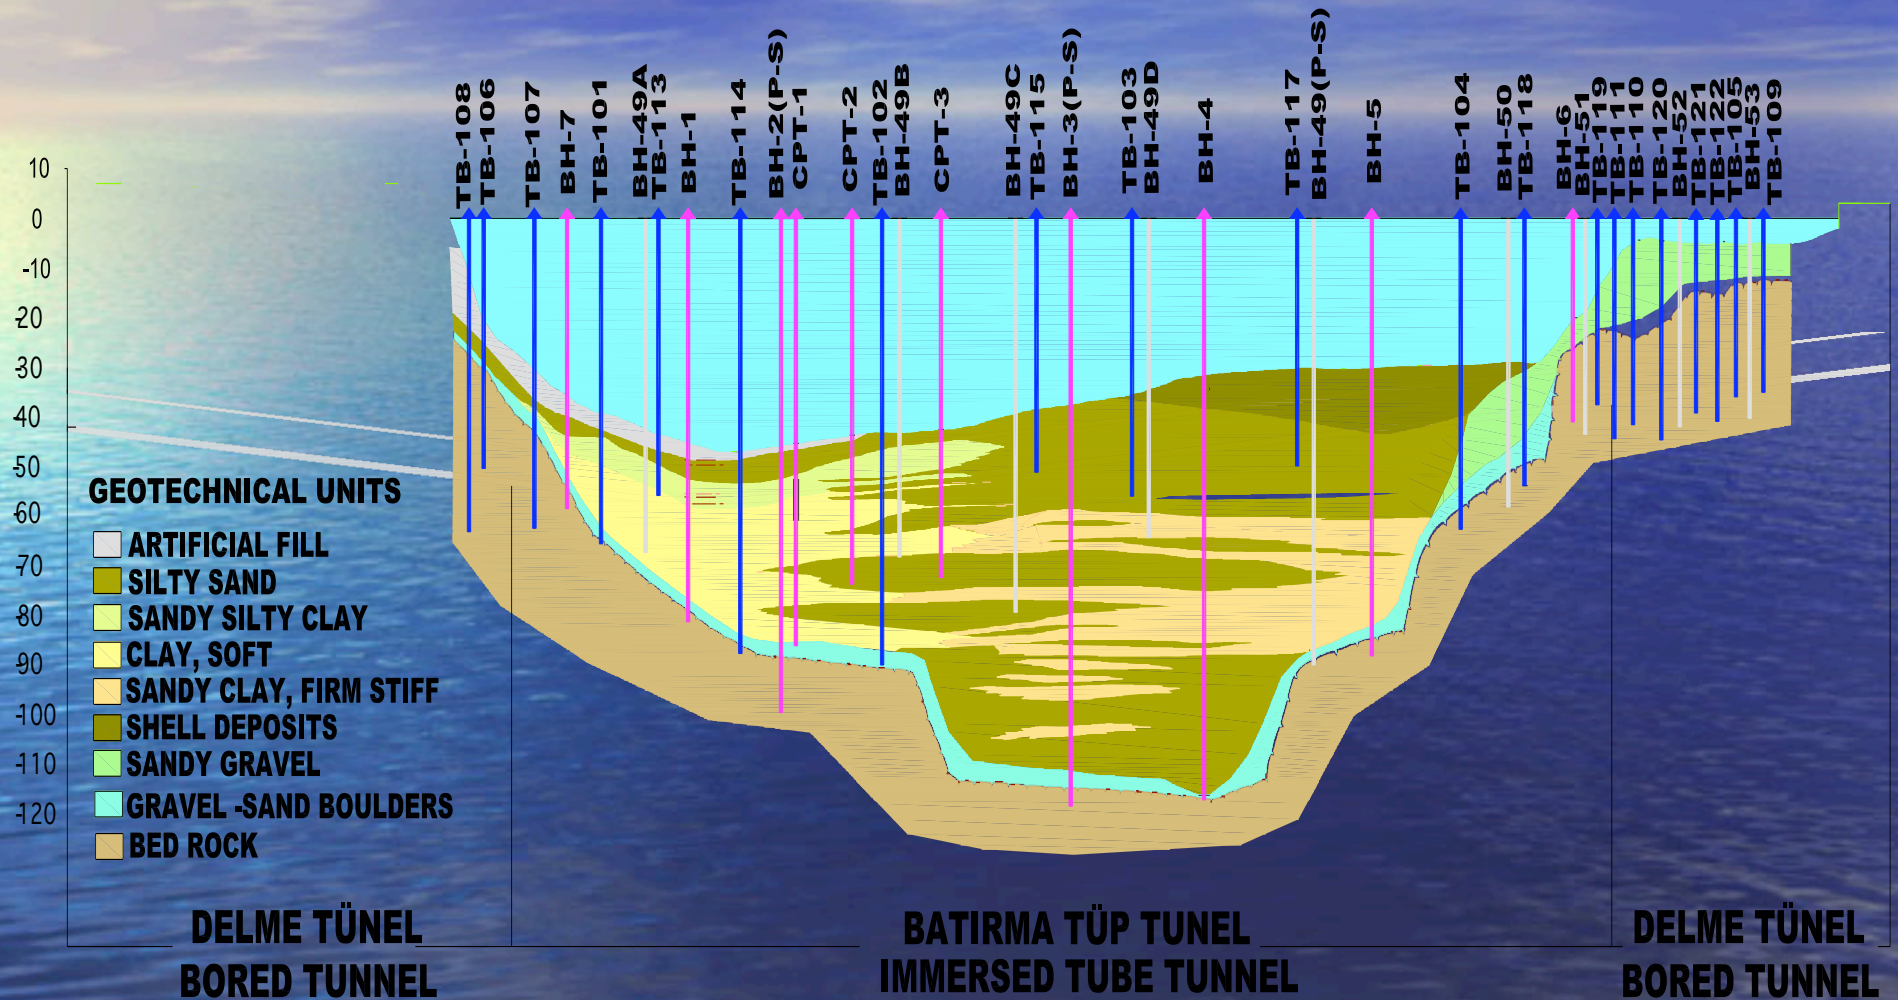 TB-108
TB-106
TB-107
BH-7
TB-101
BH-49A
TB-113
BH-1
TB-114
BH-2(P-S)
CPT-1
CPT-2
TB-102
BH-49B
CPT-3
BH-49C
TB-115
BH-3(P-S)
TB-103
BH-49D
BH-4
TB-117
BH-49(P-S)
BH-5
TB-104
BH-50
TB-118
BH-6
BH-51
TB-119
TB-111
TB-110
TB-120
BH-52
TB-121
TB-122
TB-105
BH-53
TB-109
10
0
-10
-20
-30
-40
-50
-60
-70
-80
-90
-100
-110
-120
GEOTECHNICAL UNITS
ARTIFICIAL FILL
SILTY SAND
SANDY SILTY CLAY
CLAY, SOFT
SANDY CLAY, FIRM STIFF
SHELL DEPOSITS
SANDY GRAVEL
GRAVEL -SAND BOULDERS
BED ROCK
DELME TÜNEL
BORED TUNNEL
BATIRMA TÜP TUNEL
IMMERSED TUBE TUNNEL
DELME TÜNEL
BORED TUNNEL